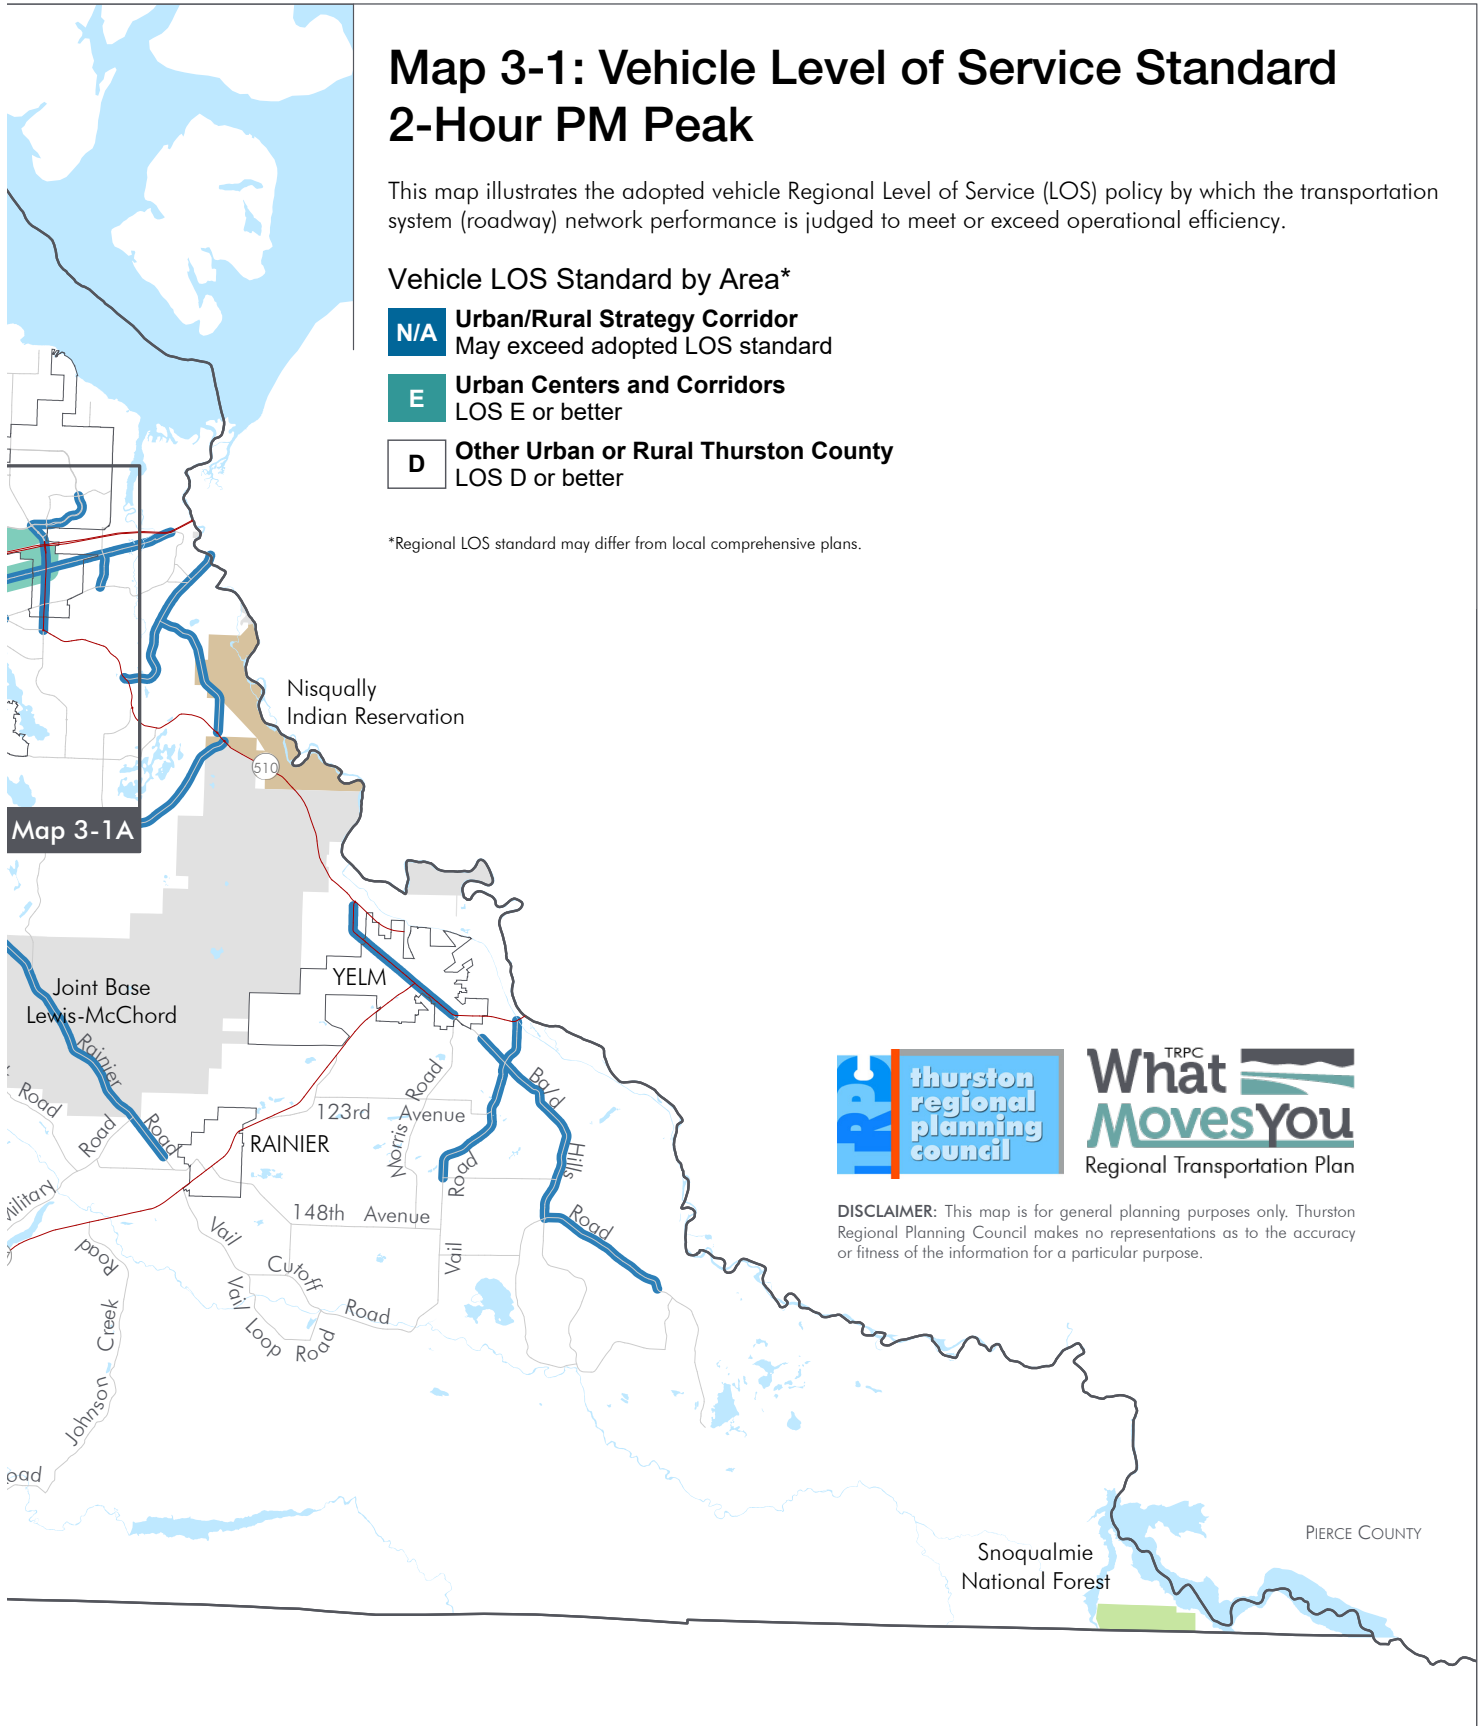 Map 3-1: Vehicle Level of Service Standard
2-Hour PM Peak
This map illustrates the adopted vehicle Regional Level of Service (LOS) policy by which the transportation
system (roadway) network performance is judged to meet or exceed operational efficiency.
Vehicle LOS Standard by Area*
N/A
Urban/Rural Strategy Corridor
May exceed adopted LOS standard
E
Urban Centers and Corridors
LOS E or better
D
Other Urban or Rural Thurston County
LOS D or better
*Regional LOS standard may differ from local comprehensive plans.
Nisqually
Indian Reservation
510
Map 3-1A
YELM
Joint Base
Lewis-McChord
Rainier
Road
Road
Road
Military
RAINIER
123rd Avenue
Morris Road
Bald
Hills
Road
Road
Vail
148th Avenue
Vail
Cutoff
Road
Vail
Loop
Road
Road
Creek
Johnson
oad
TRPC
thurston
regional
planning
council
TRPC
What
MovesYou
Regional Transportation Plan
DISCLAIMER: This map is for general planning purposes only. Thurston
Regional Planning Council makes no representations as to the accuracy
or fitness of the information for a particular purpose.
PIERCE COUNTY
Snoqualmie
National Forest